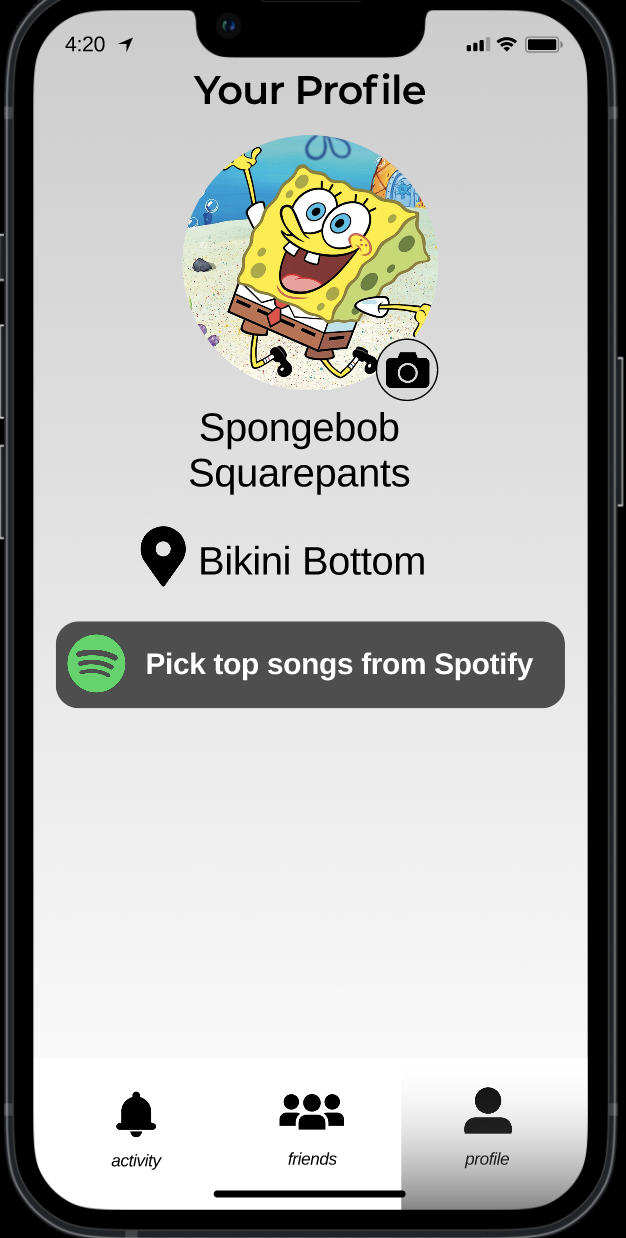 4:20
Your Profile
Spongebob
Squarepants
Bikini Bottom
Pick top songs from Spotify
activity
friends
profile